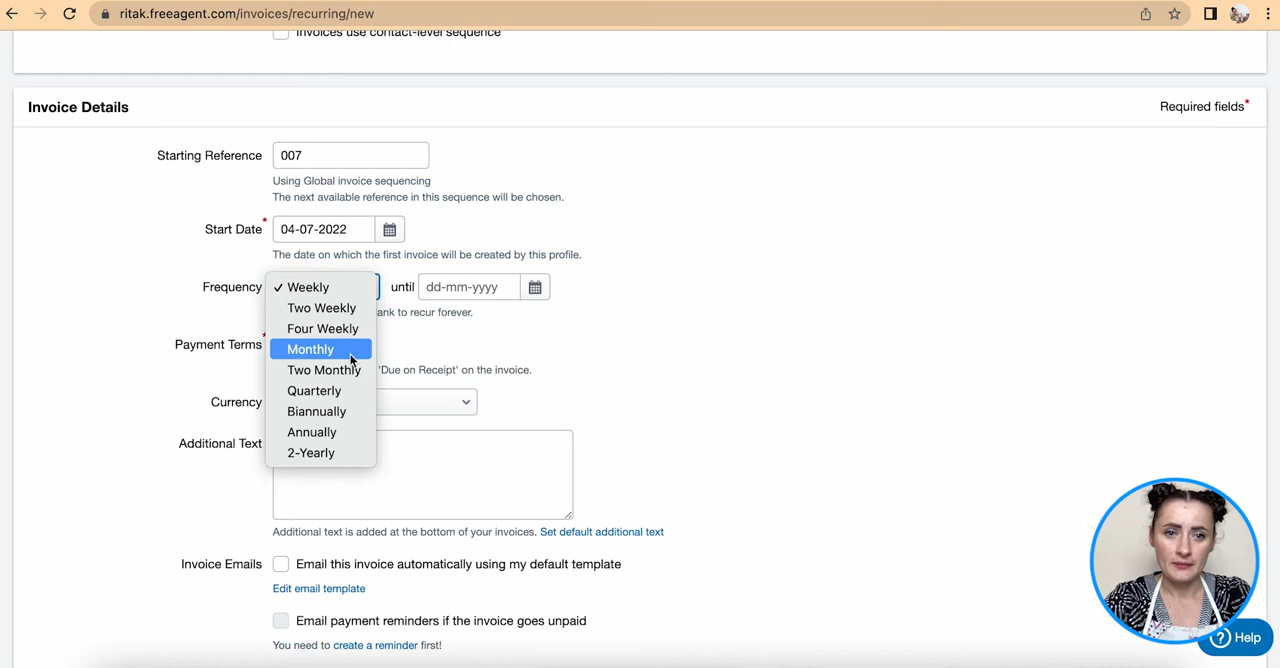 ritak.freeagent.com/invoices/recurring/new
Invoices use contact-level sequence
Invoice Details
Required fields*
Starting Reference 007
Using Global invoice sequencing
The next available reference in this sequence will be chosen.
Start Date* 04-07-2022
The date on which the first invoice will be created by this profile.
Frequency ✓ Weekly until dd-mm-yyyy
Two Weekly
ank to recur forever.
Four Weekly
Payment Terms*
Monthly
Two Monthly
'Due on Receipt' on the invoice.
Quarterly
Currency
Biannually
Annually
Additional Text
2-Yearly
Additional text is added at the bottom of your invoices. Set default additional text
Invoice Emails Email this invoice automatically using my default template
Edit email template
Email payment reminders if the invoice goes unpaid
You need to create a reminder first!
? Help